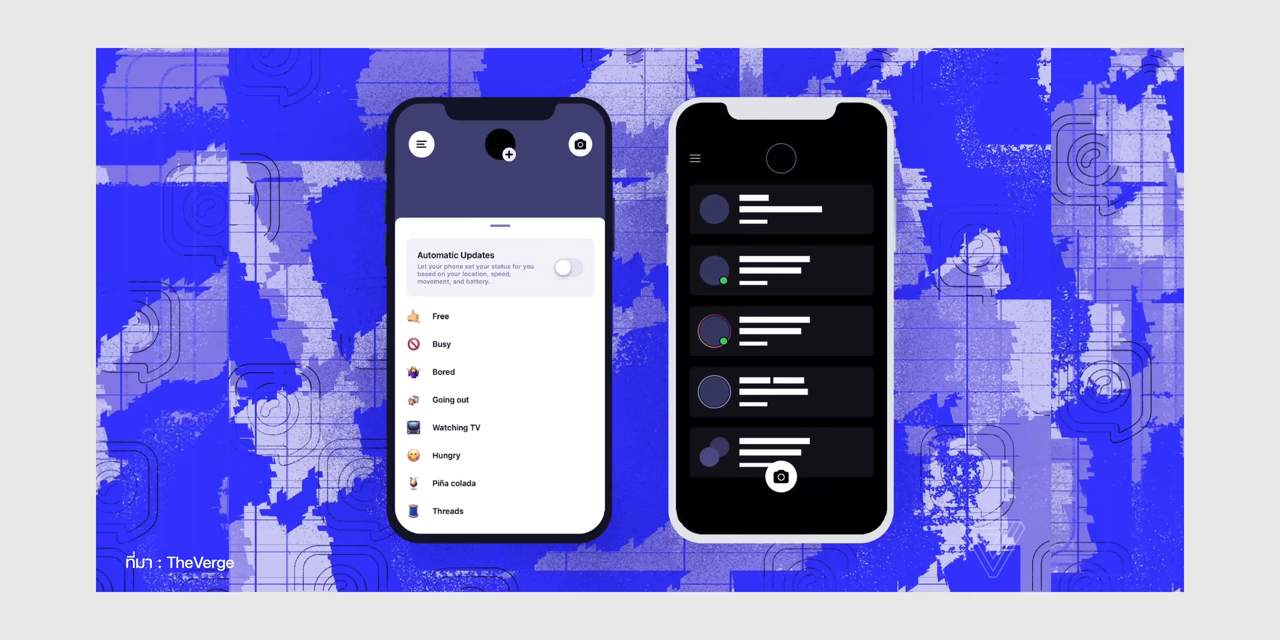 Automatic Updates
Let your phone set your status for you
based on your location, speed,
movement, and battery.
Free
Busy
Bored
Going out
Watching TV
Hungry
Piña colada
Threads
ที่มา : TheVerge